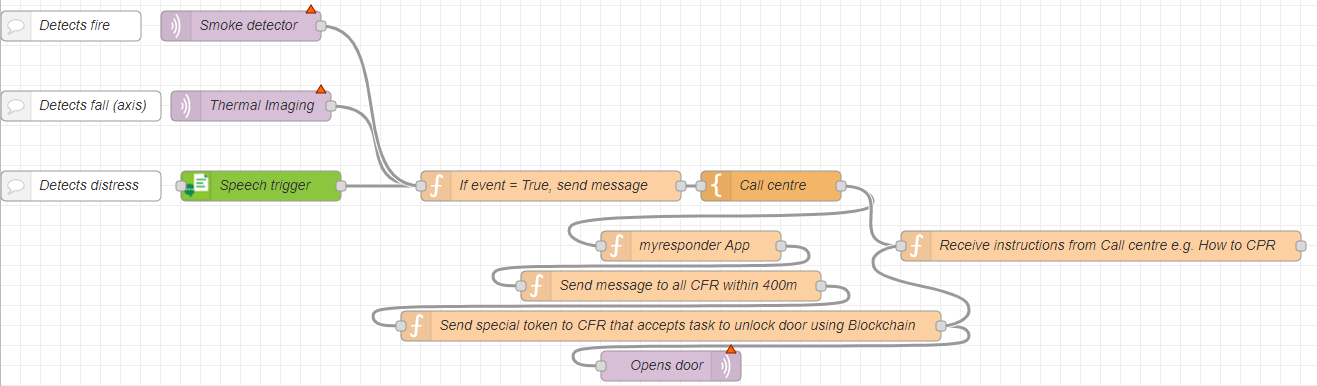 Detects fire
Smoke detector
Detects fall (axis)
Thermal Imaging
Detects distress
Speech trigger
If event = True, send message
Call centre
myresponder App
Receive instructions from Call centre e.g. How to CPR
Send message to all CFR within 400m
Send special token to CFR that accepts task to unlock door using Blockchain
Opens door